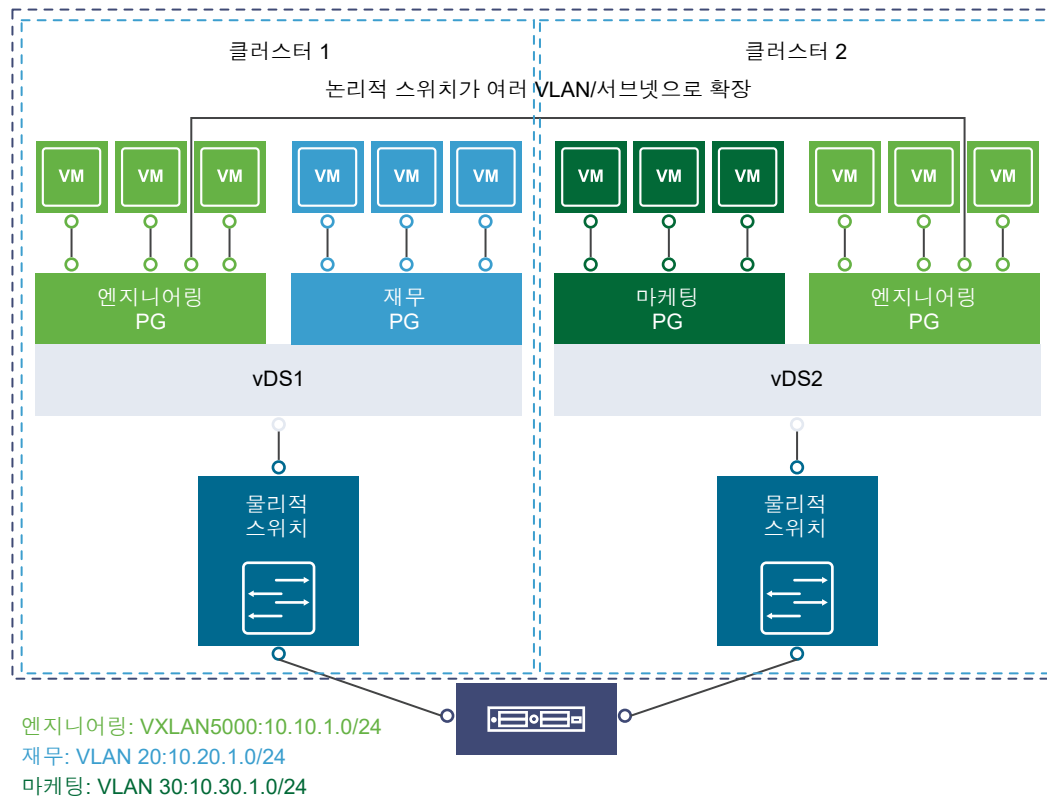 클러스터 1
클러스터 2
논리적 스위치가 여러 VLAN/서브넷으로 확장
VM
VM
VM
VM
VM
VM
VM
VM
VM
VM
VM
VM
엔지니어링
PG
재무
PG
마케팅
PG
엔지니어링
PG
vDS1
vDS2
물리적
스위치
물리적
스위치
엔지니어링: VXLAN5000:10.10.1.0/24
재무: VLAN 20:10.20.1.0/24
마케팅: VLAN 30:10.30.1.0/24